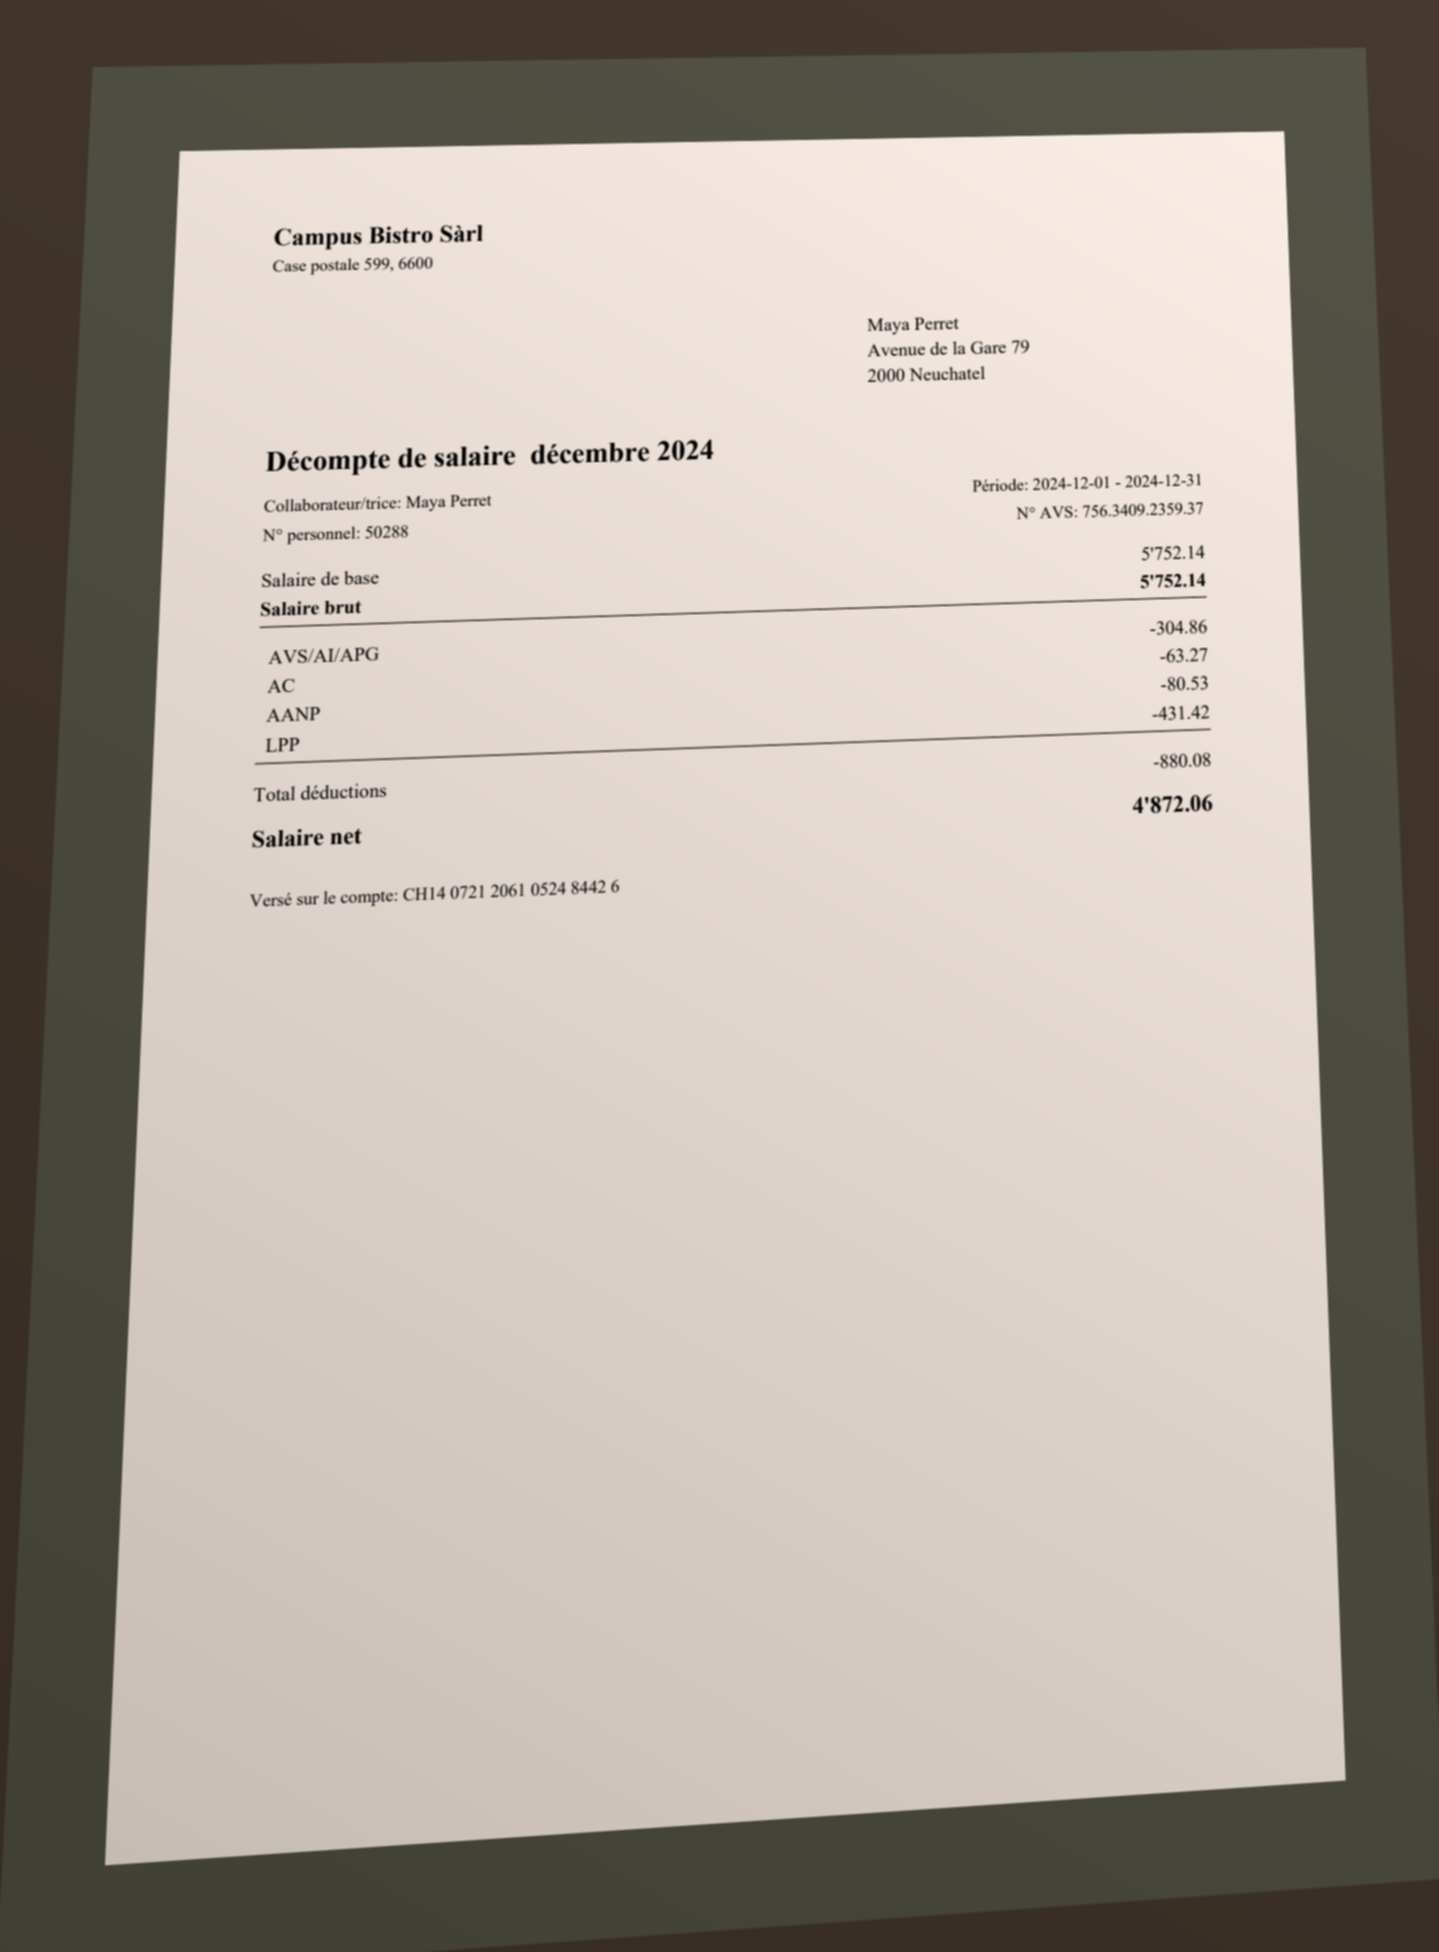 Campus Bistro Sàrl
Case postale 599, 6600
Maya Perret
Avenue de la Gare 79
2000 Neuchatel
Décompte de salaire décembre 2024
Collaborateur/trice: Maya Perret Période: 2024-12-01 - 2024-12-31
N° personnel: 50288 N° AVS: 756.3409.2359.37
Salaire de base 5'752.14
Salaire brut 5'752.14
AVS/AI/APG -304.86
AC -63.27
AANP -80.53
LPP -431.42
Total déductions -880.08
Salaire net 4'872.06
Versé sur le compte: CH14 0721 2061 0524 8442 6